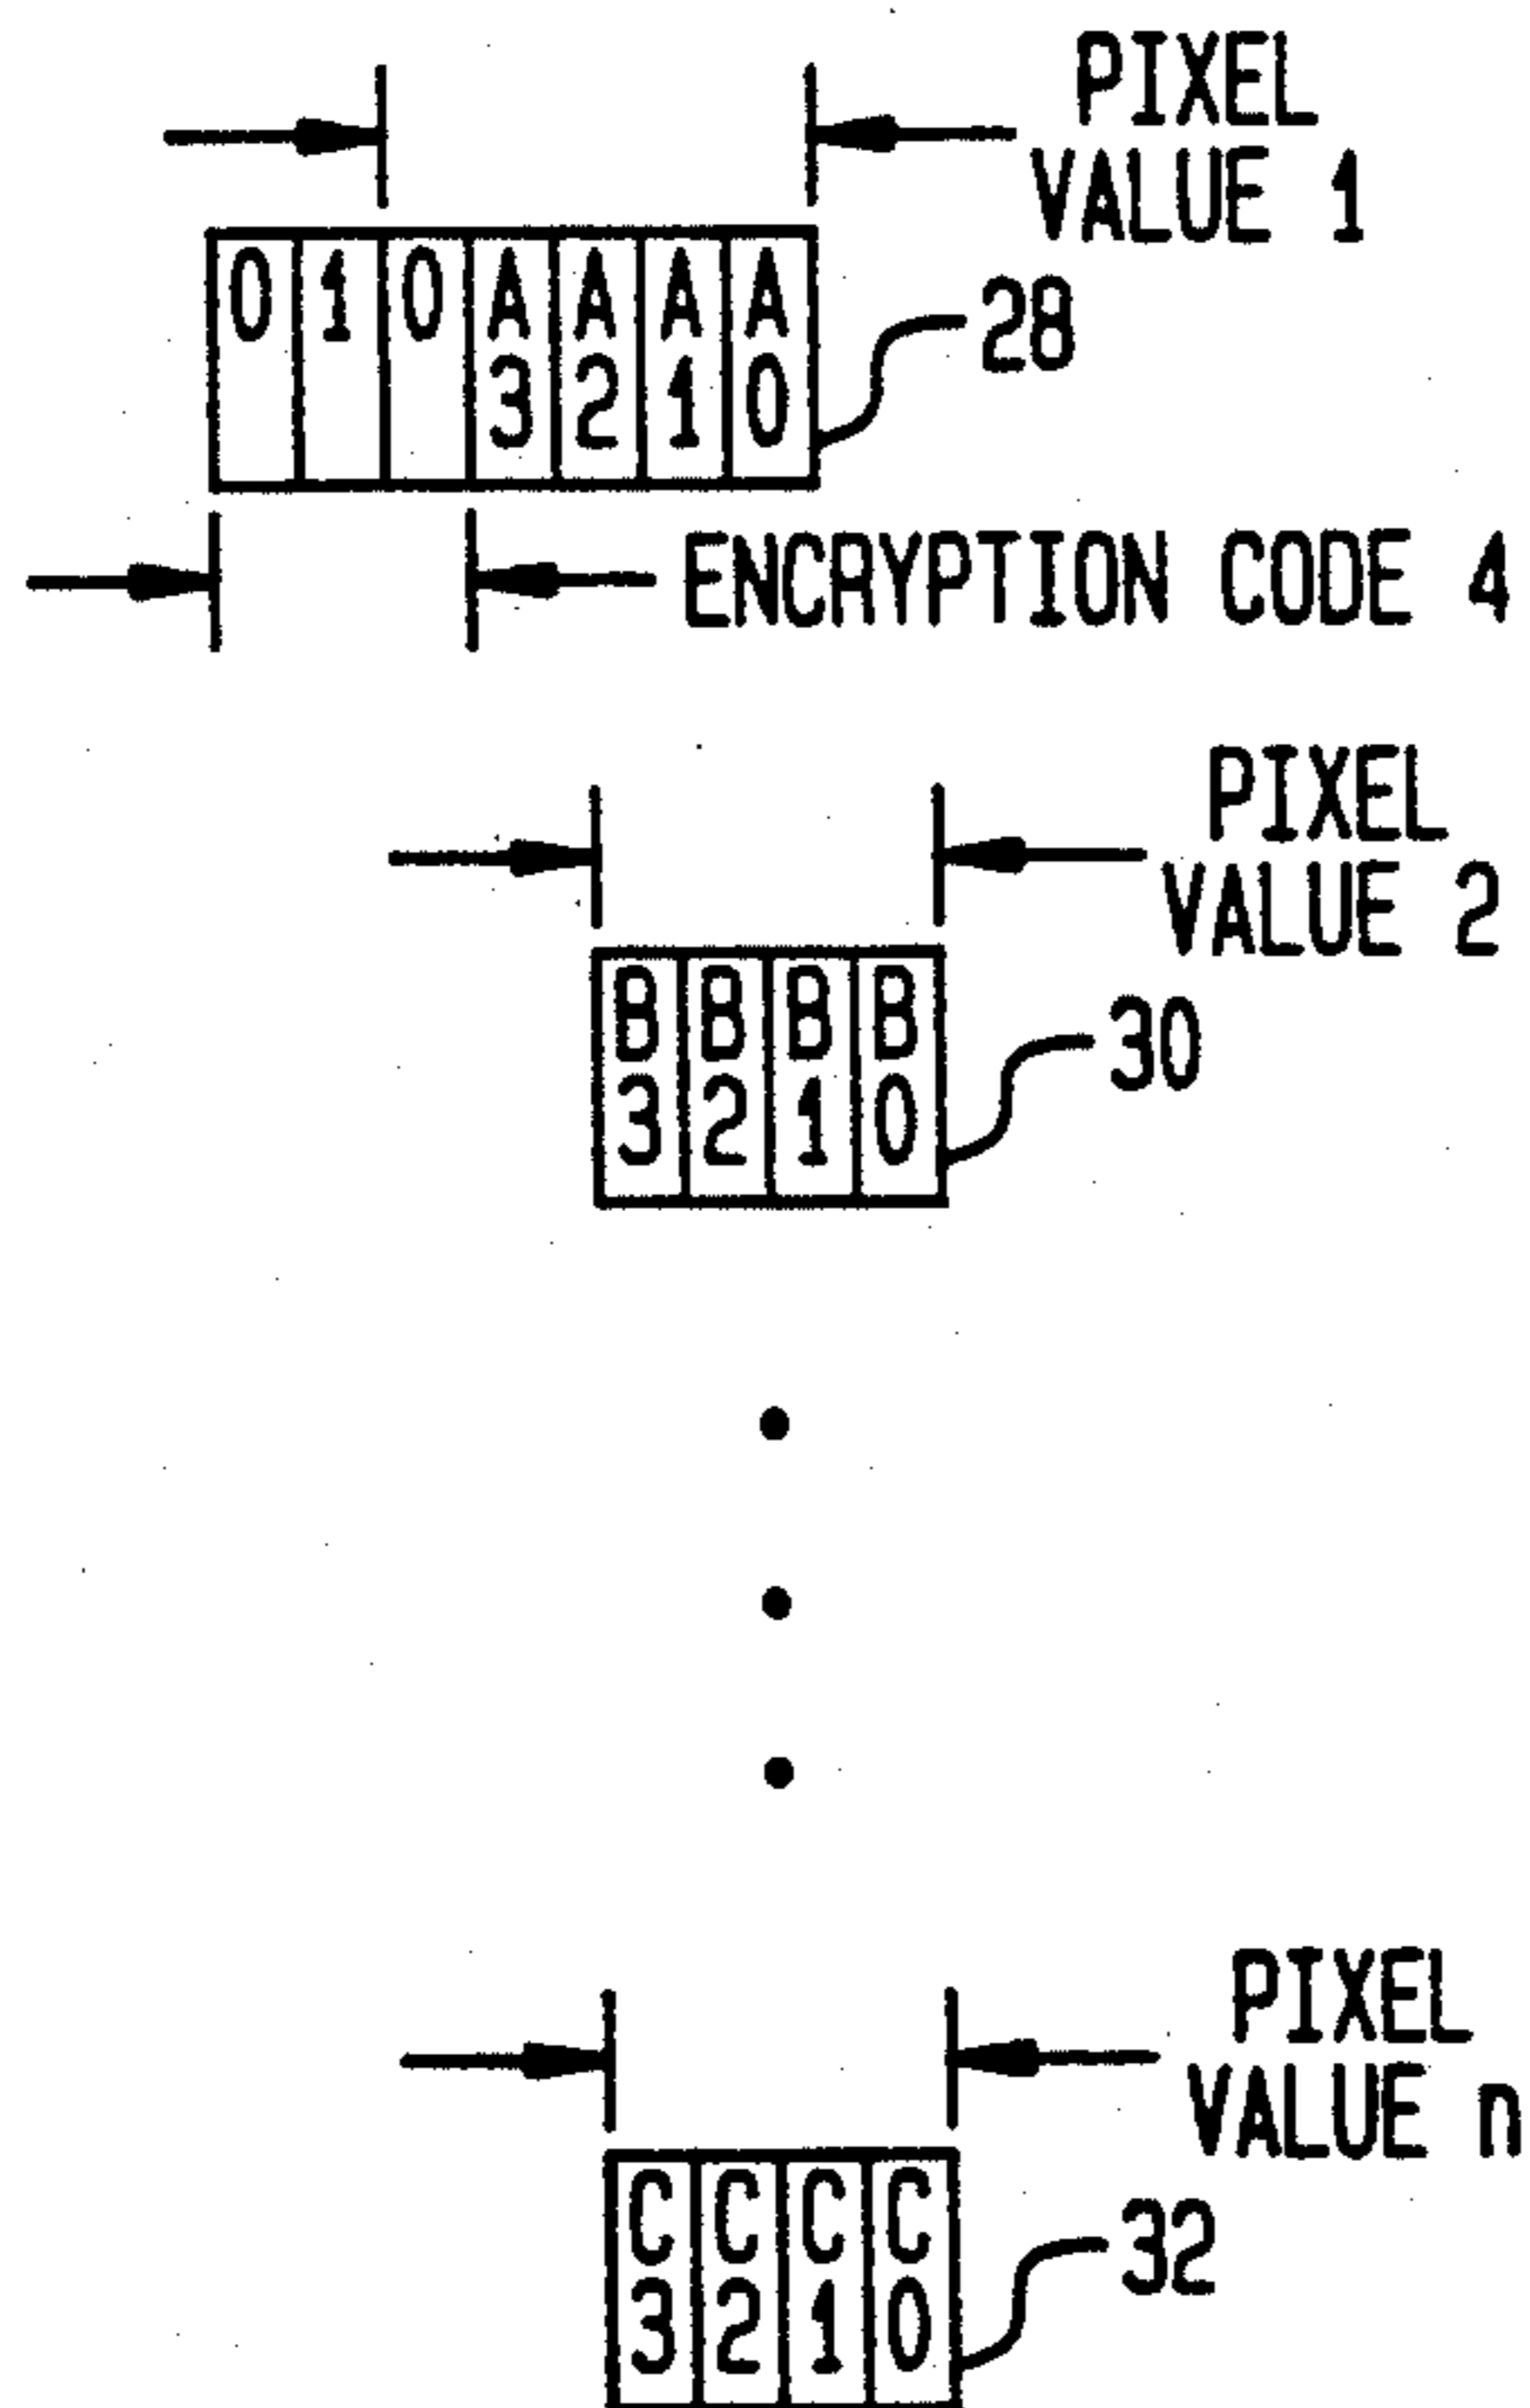 PIXEL
VALUE 1
0 1 0 A A A A
3 2 1 0
28
ENCRYPTION CODE 4
PIXEL
VALUE 2
B B B B
3 2 1 0
30
PIXEL
VALUE n
C C C C
3 2 1 0
32